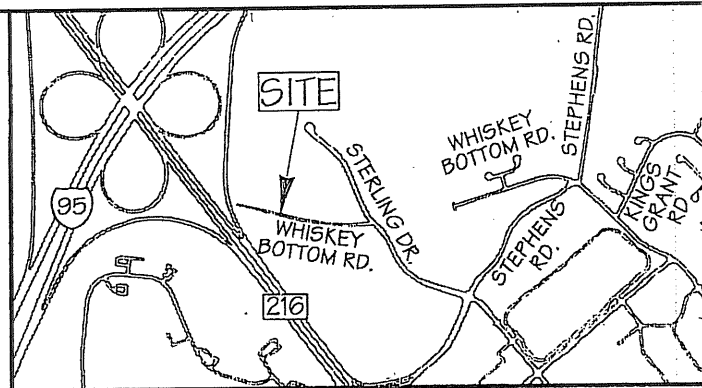 SITE
WHISKEY
BOTTOM RD.
STEPHENS RD.
STERLING DR.
KINGS
GRANT
RD
95
WHISKEY
BOTTOM RD.
STEPHENS
RD.
216